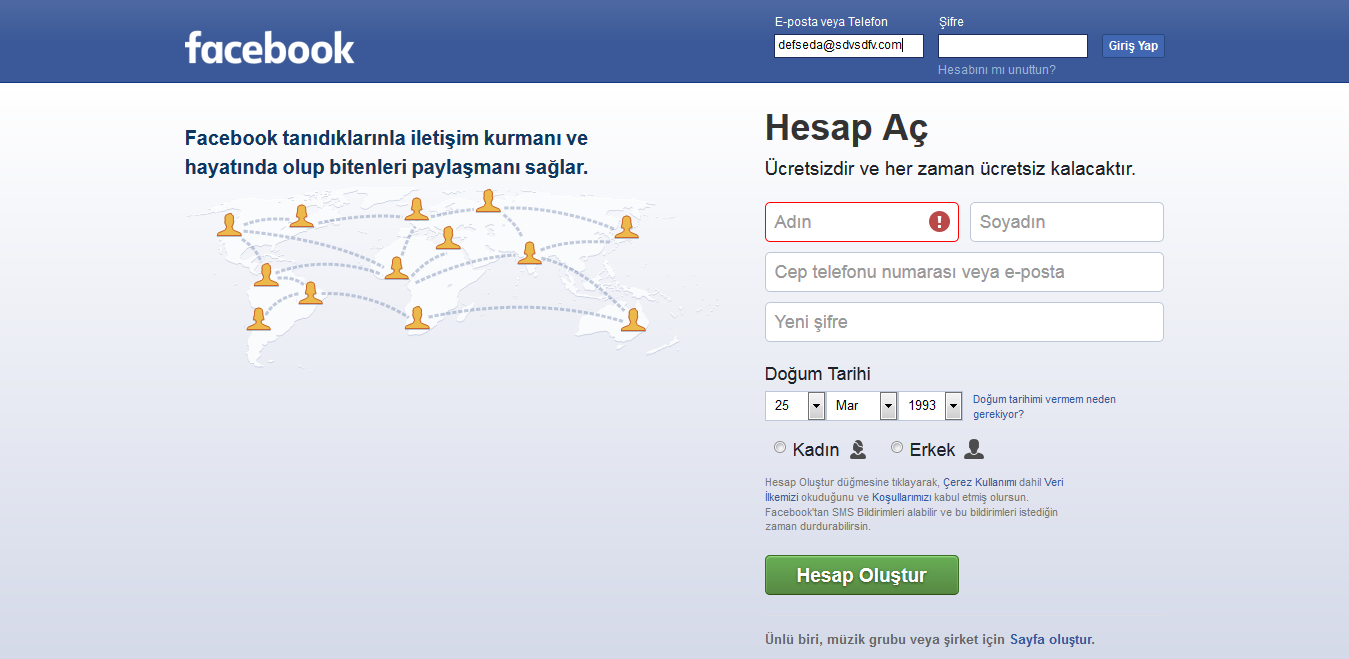 facebook
E-posta veya Telefon
Şifre
defseda@sdvsdfv.com
Giriş Yap
Hesabını mı unuttun?
Facebook tanıdıklarınla iletişim kurmanı ve
hayatında olup bitenleri paylaşmanı sağlar.
Hesap Aç
Ücretsizdir ve her zaman ücretsiz kalacaktır.
Adın
Soyadın
Cep telefonu numarası veya e-posta
Yeni şifre
Doğum Tarihi
25 Mar 1993
Doğum tarihimi vermem neden
gerekiyor?
Kadın Erkek
Hesap Oluştur düğmesine tıklayarak, Çerez Kullanımı dahil Veri
İlkemizi okuduğunu ve Koşullarımızı kabul etmiş olursun.
Facebook'tan SMS Bildirimleri alabilir ve bu bildirimleri istediğin
zaman durdurabilirsin.
Hesap Oluştur
Ünlü biri, müzik grubu veya şirket için Sayfa oluştur.